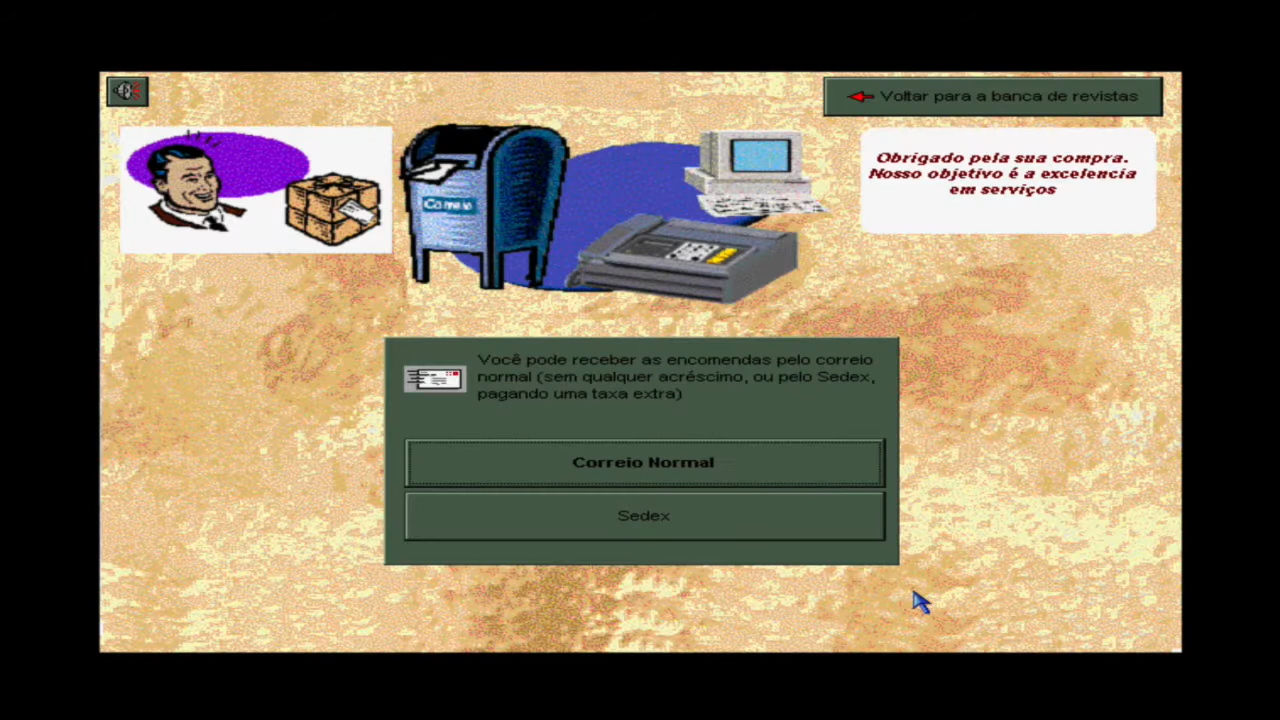 Voltar para a banca de revistas
Obrigado pela sua compra.
Nosso objetivo é a excelencia
em serviços
Correio
Você pode receber as encomendas pelo correio
normal (sem qualquer acréscimo, ou pelo Sedex,
pagando uma taxa extra)
Correio Normal
Sedex